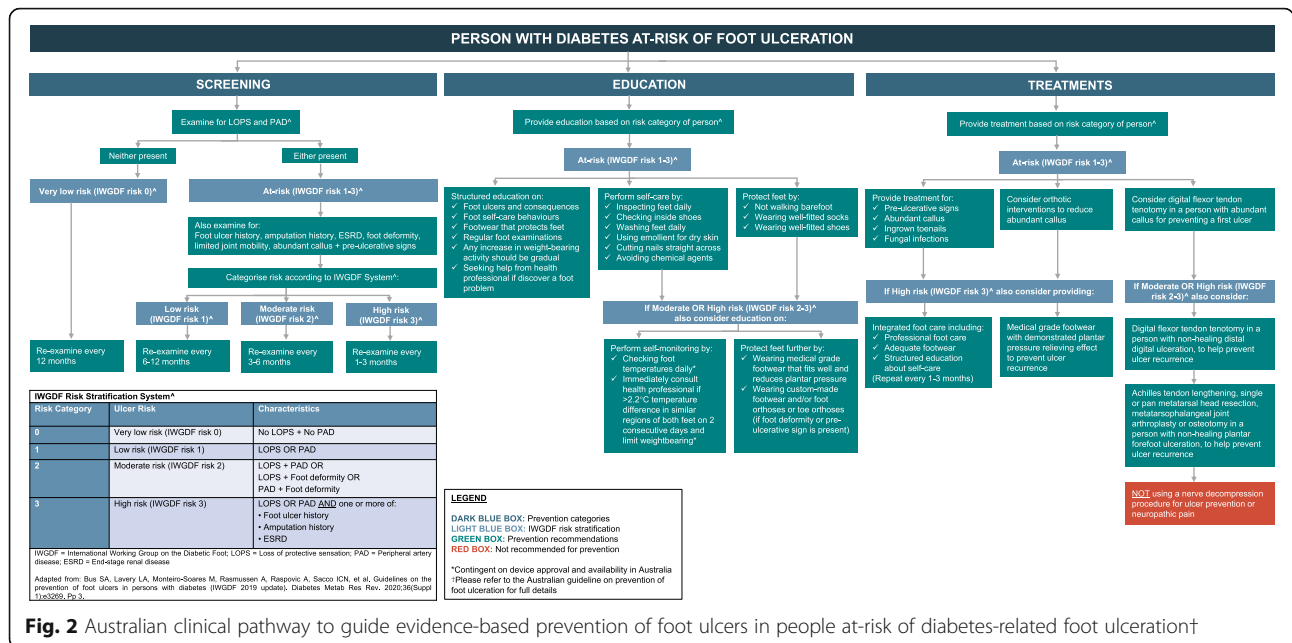 PERSON WITH DIABETES AT-RISK OF FOOT ULCERATION
SCREENING
Examine for LOPS and PAD^
Neither present
Either present
Very low risk (IWGDF risk 0)^
At-risk (IWGDF risk 1-3)^
Also examine for:
Foot ulcer history, amputation history, ESRD, foot deformity,
limited joint mobility, abundant callus + pre-ulcerative signs
Categorise risk according to IWGDF System^:
Low risk
(IWGDF risk 1)^
Moderate risk
(IWGDF risk 2)^
High risk
(IWGDF risk 3)^
Re-examine every
12 months
Re-examine every
6-12 months
Re-examine every
3-6 months
Re-examine every
1-3 months
IWGDF Risk Stratification System^
Risk Category Ulcer Risk Characteristics
0 Very low risk (IWGDF risk 0) No LOPS + No PAD
1 Low risk (IWGDF risk 1) LOPS OR PAD
2 Moderate risk (IWGDF risk 2) LOPS + PAD OR
LOPS + Foot deformity OR
PAD + Foot deformity
3 High risk (IWGDF risk 3) LOPS OR PAD AND one or more of:
• Foot ulcer history
• Amputation history
• ESRD
IWGDF = International Working Group on the Diabetic Foot; LOPS = Loss of protective sensation; PAD = Peripheral artery
disease; ESRD = End-stage renal disease
Adapted from: Bus SA, Lavery LA, Monteiro-Soares M, Rasmussen A, Raspovic A, Sacco ICN, et al, Guidelines on the
prevention of foot ulcers in persons with diabetes (IWGDF 2019 update). Diabetes Metab Res Rev. 2020;36(Suppl
1):e3269. Pp 3.
EDUCATION
Provide education based on risk category of person^
At-risk (IWGDF risk 1-3)^
Structured education on:
✓ Foot ulcers and consequences
✓ Foot self-care behaviours
✓ Footwear that protects feet
✓ Regular foot examinations
✓ Any increase in weight-bearing
activity should be gradual
✓ Seeking help from health
professional if discover a foot
problem
Perform self-care by:
✓ Inspecting feet daily
✓ Checking inside shoes
✓ Washing feet daily
✓ Using emollient for dry skin
✓ Cutting nails straight across
✓ Avoiding chemical agents
Protect feet by:
✓ Not walking barefoot
✓ Wearing well-fitted socks
✓ Wearing well-fitted shoes
If Moderate OR High risk (IWGDF risk 2-3)^
also consider education on:
Perform self-monitoring by:
✓ Checking foot
temperatures daily*
✓ Immediately consult
health professional if
>2.2°C temperature
difference in similar
regions of both feet on 2
consecutive days and
limit weightbearing*
Protect feet further by:
✓ Wearing medical grade
footwear that fits well and
reduces plantar pressure
✓ Wearing custom-made
footwear and/or foot
orthoses or toe orthoses
(if foot deformity or pre-
ulcerative sign is present)
LEGEND
DARK BLUE BOX: Prevention categories
LIGHT BLUE BOX: IWGDF risk stratification
GREEN BOX: Prevention recommendations
RED BOX: Not recommended for prevention
*Contingent on device approval and availability in Australia
†Please refer to the Australian guideline on prevention of
foot ulceration for full details
TREATMENTS
Provide treatment based on risk category of person^
At-risk (IWGDF risk 1-3)^
Provide treatment for:
✓ Pre-ulcerative signs
✓ Abundant callus
✓ Ingrown toenails
✓ Fungal infections
Consider orthotic
interventions to reduce
abundant callus
Consider digital flexor tendon
tenotomy in a person with abundant
callus for preventing a first ulcer
If High risk (IWGDF risk 3)^ also consider providing:
If Moderate OR High risk (IWGDF
risk 2-3)^ also consider:
Integrated foot care including:
✓ Professional foot care
✓ Adequate footwear
✓ Structured education
about self-care
(Repeat every 1-3 months)
Medical grade footwear
with demonstrated plantar
pressure relieving effect
to prevent ulcer
recurrence
Digital flexor tendon tenotomy in a
person with non-healing distal
digital ulceration, to help prevent
ulcer recurrence
Achilles tendon lengthening, single
or pan metatarsal head resection,
metatarsophalangeal joint
arthroplasty or osteotomy in a
person with non-healing plantar
forefoot ulceration, to help prevent
ulcer recurrence
NOT using a nerve decompression
procedure for ulcer prevention or
neuropathic pain
Fig. 2 Australian clinical pathway to guide evidence-based prevention of foot ulcers in people at-risk of diabetes-related foot ulceration†